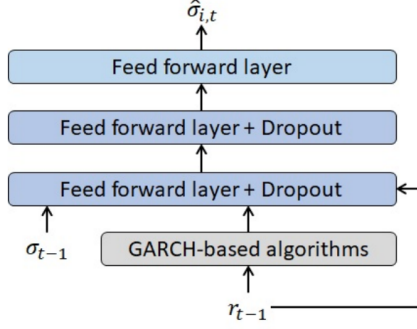 σ̂_{i,t}
Feed forward layer
Feed forward layer + Dropout
Feed forward layer + Dropout
σ_{t−1}
GARCH-based algorithms
r_{t−1}